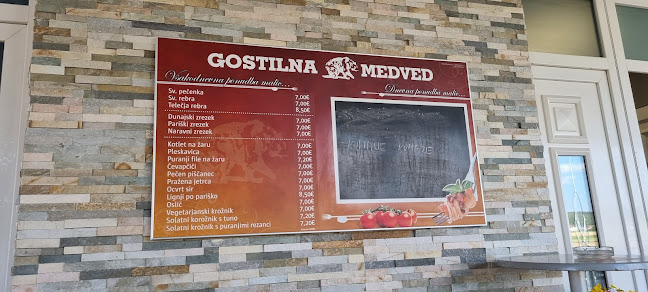 GOSTILNA MEDVED
Vsakodnevna ponudba malic...
Sv. pečenka 7,00€
Sv. rebra 7,00€
Telečja rebra 8,50€
Dunajski zrezek 7,00€
Pariški zrezek 7,00€
Naravni zrezek 7,00€
Kotlet na žaru 7,00€
Pleskavica 7,00€
Puranji file na žaru 7,20€
Čevapčiči 7,00€
Pečen piščanec 7,00€
Pražena jetrca 7,00€
Ocvrt sir 7,00€
Lignji po pariško 8,50€
Oslič 7,00€
Vegetarijanski krožnik 7,00€
Solatni korožnik s tuno 7,20€
Solatni krožnik s puranjimi rezanci 7,20€
Dnevna ponudba malic...